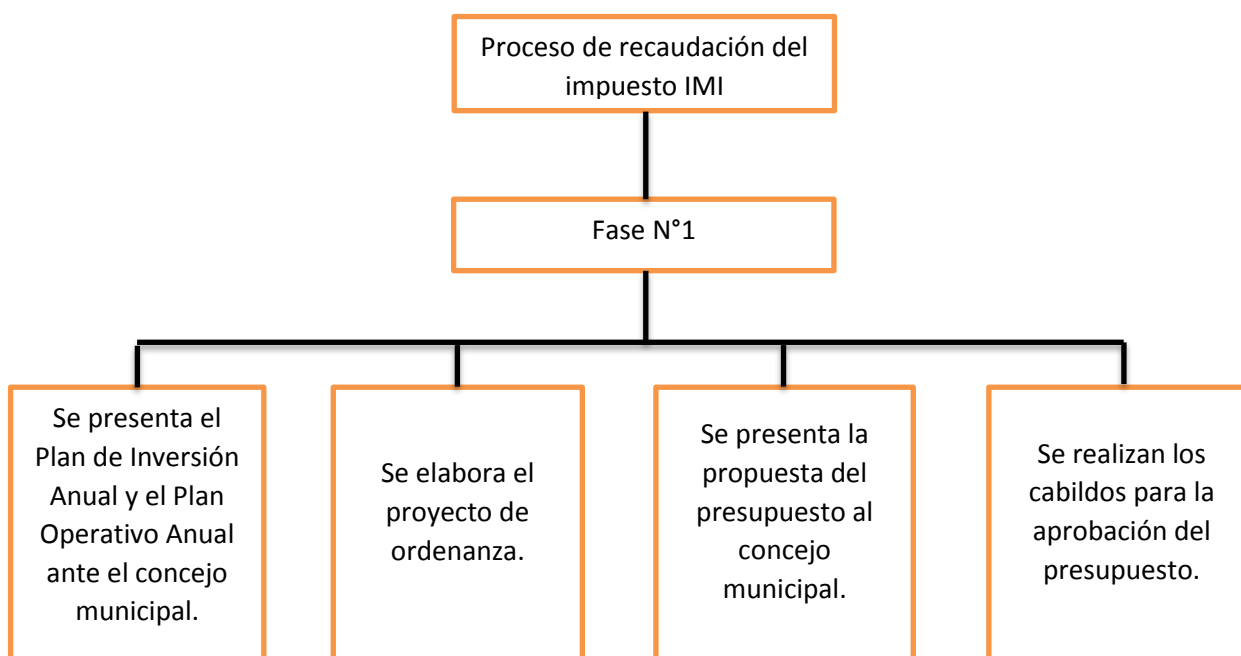 Proceso de recaudación del
impuesto IMI
Fase N°1
Se presenta el
Plan de Inversión
Anual y el Plan
Operativo Anual
ante el concejo
municipal.
Se elabora el
proyecto de
ordenanza.
Se presenta la
propuesta del
presupuesto al
concejo
municipal.
Se realizan los
cabildos para la
aprobación del
presupuesto.